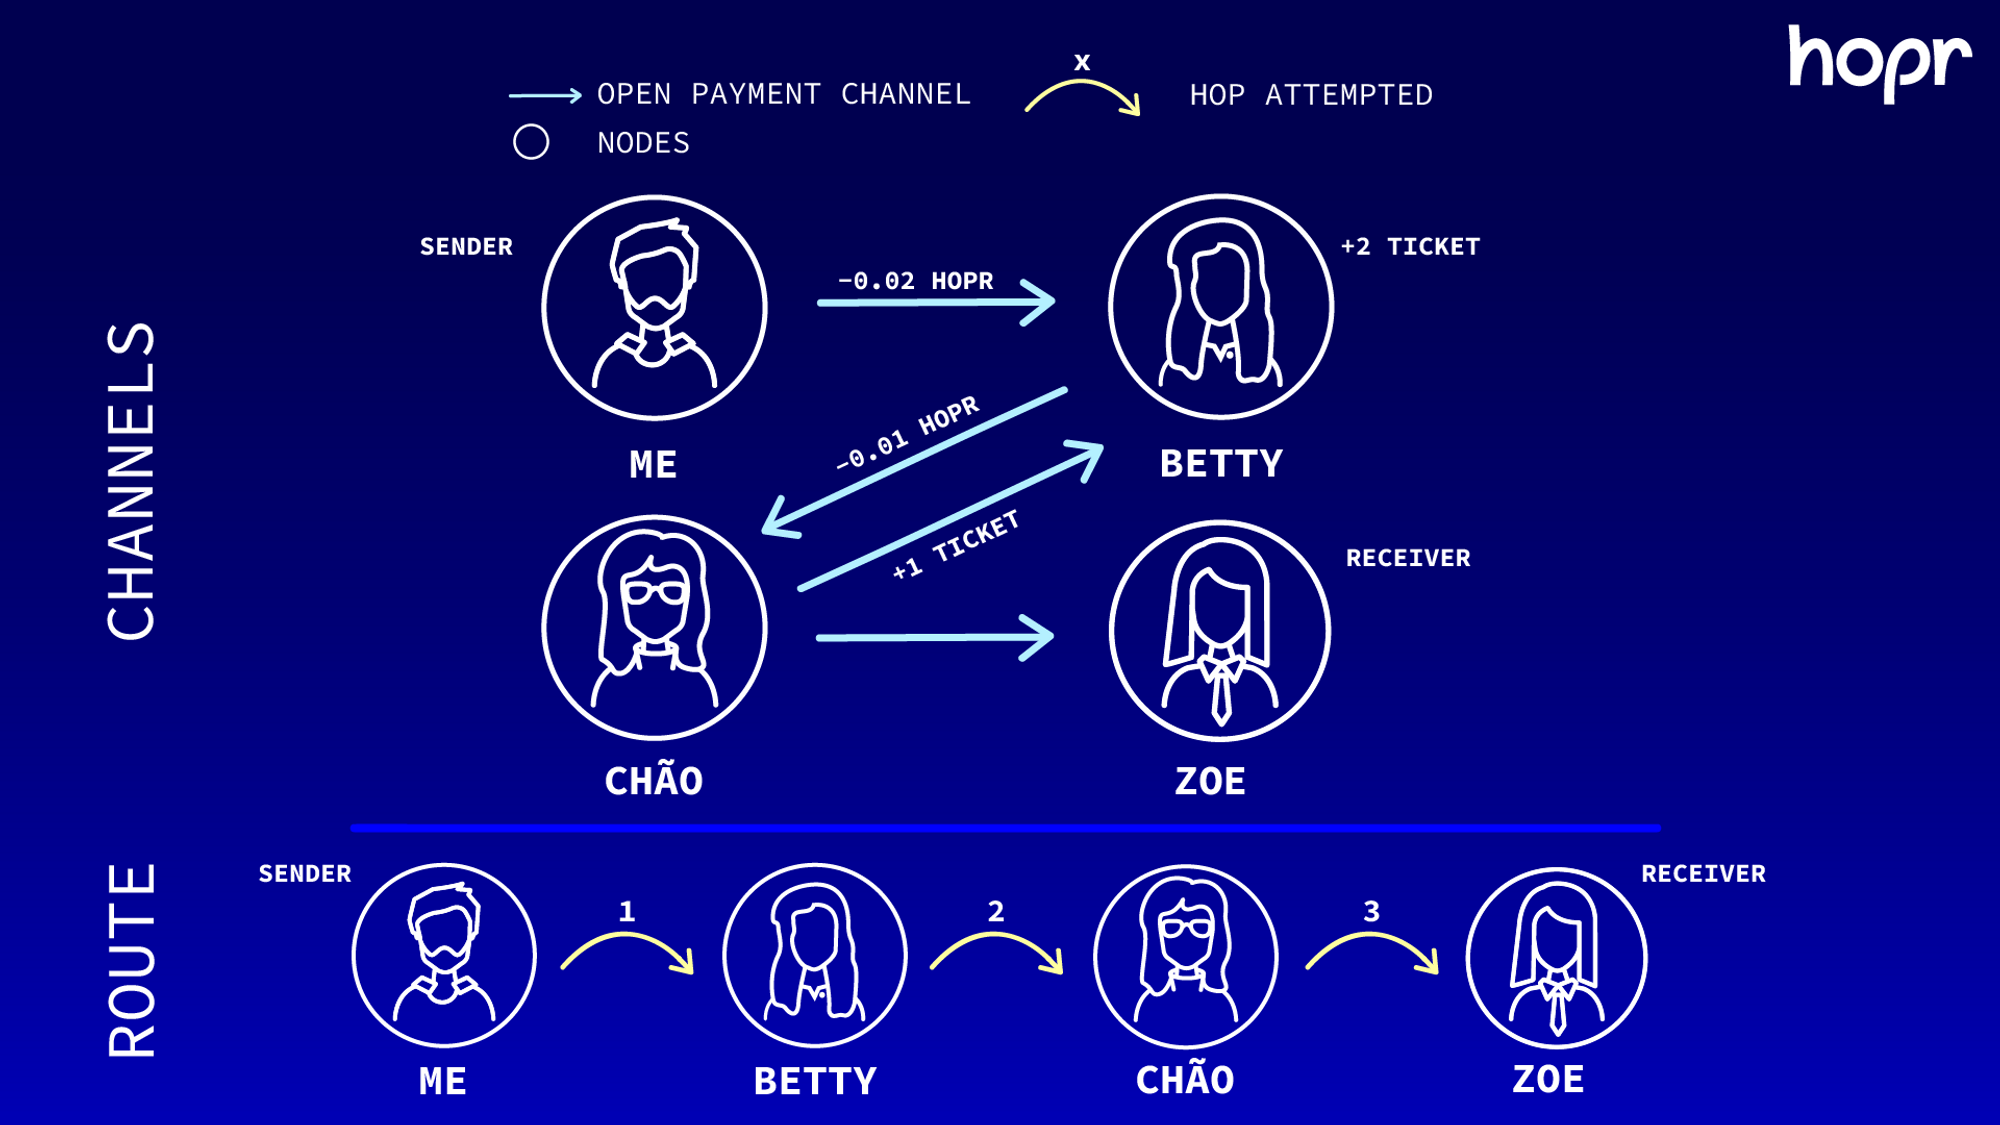 hopr
x
OPEN PAYMENT CHANNEL
HOP ATTEMPTED
NODES
CHANNELS
SENDER
-0.02 HOPR
+2 TICKET
ME
BETTY
-0.01 HOPR
+1 TICKET
RECEIVER
CHÃO
ZOE
ROUTE
SENDER
RECEIVER
1
2
3
ME
BETTY
CHÃO
ZOE